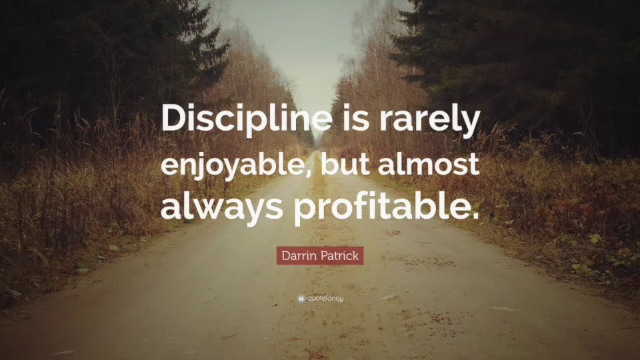 Discipline is rarely
enjoyable, but almost
always profitable.
Darrin Patrick
quotefancy